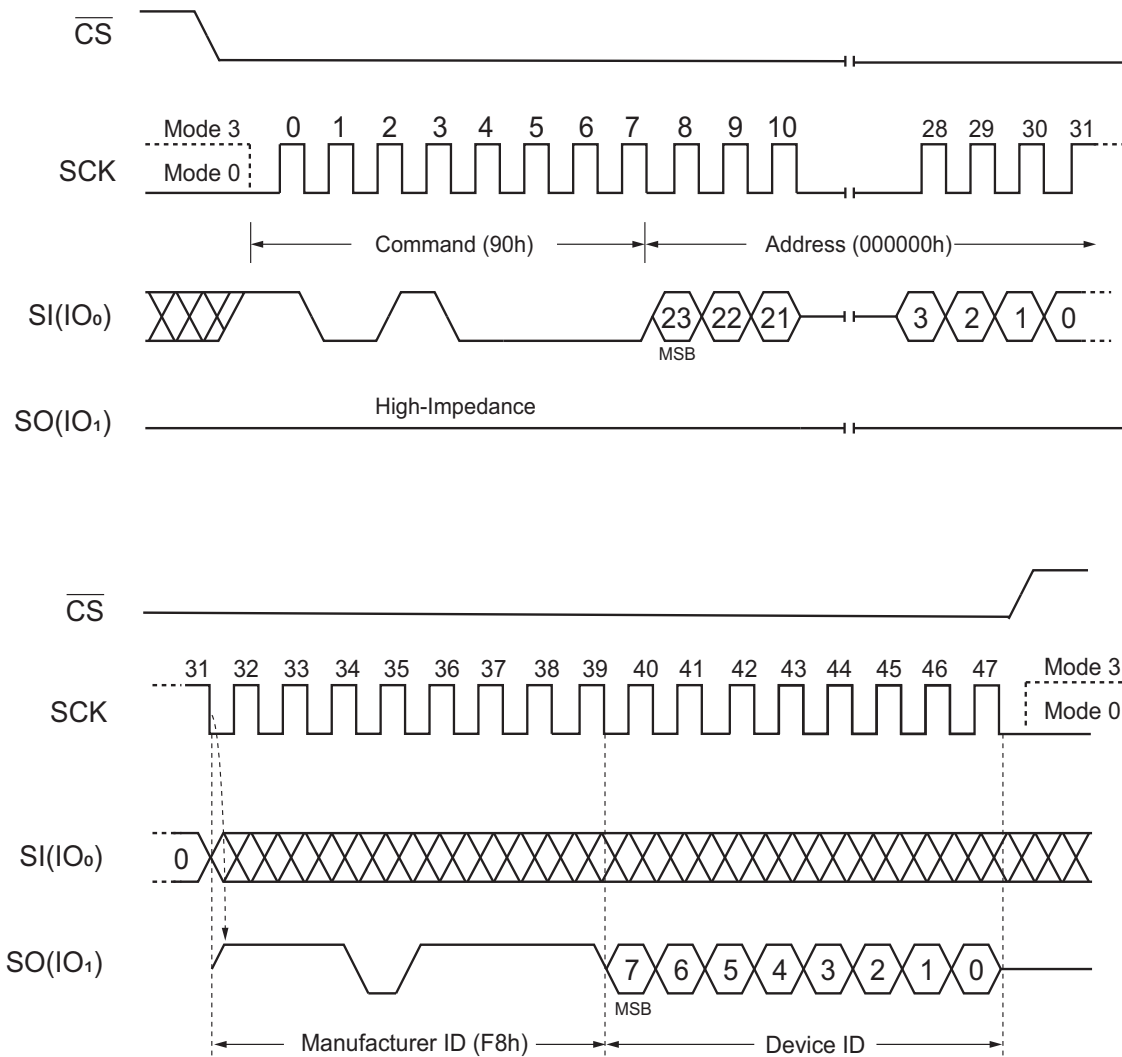 CS
Mode 3 0 1 2 3 4 5 6 7 8 9 10 28 29 30 31
SCK Mode 0
Command (90h) Address (000000h)
SI(IO₀) 23 22 21 3 2 1 0
MSB
High-Impedance
SO(IO₁)
CS
31 32 33 34 35 36 37 38 39 40 41 42 43 44 45 46 47 Mode 3
SCK Mode 0
SI(IO₀) 0
SO(IO₁) 7 6 5 4 3 2 1 0
MSB
Manufacturer ID (F8h) Device ID